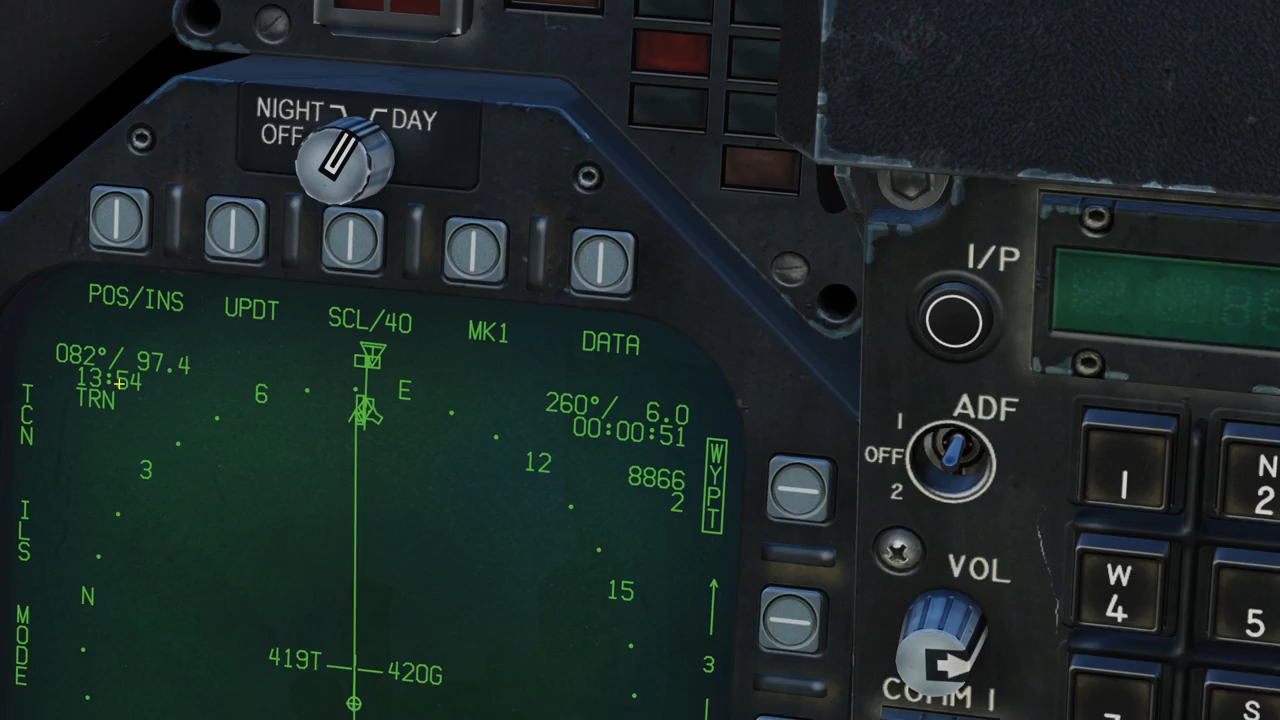 NIGHT
DAY
OFF
I/P
POS/INS
UPDT
SCL/40
MK1
DATA
082°/ 97.4
13:54
TRN
6
E
260°/ 6.0
00:00:51
ADF
1
OFF
2
TCN
3
12
8866
2
WYPT
1
N
2
ILS
N
15
VOL
W
4
5
MODE
419T
420G
3
COMM 1
S